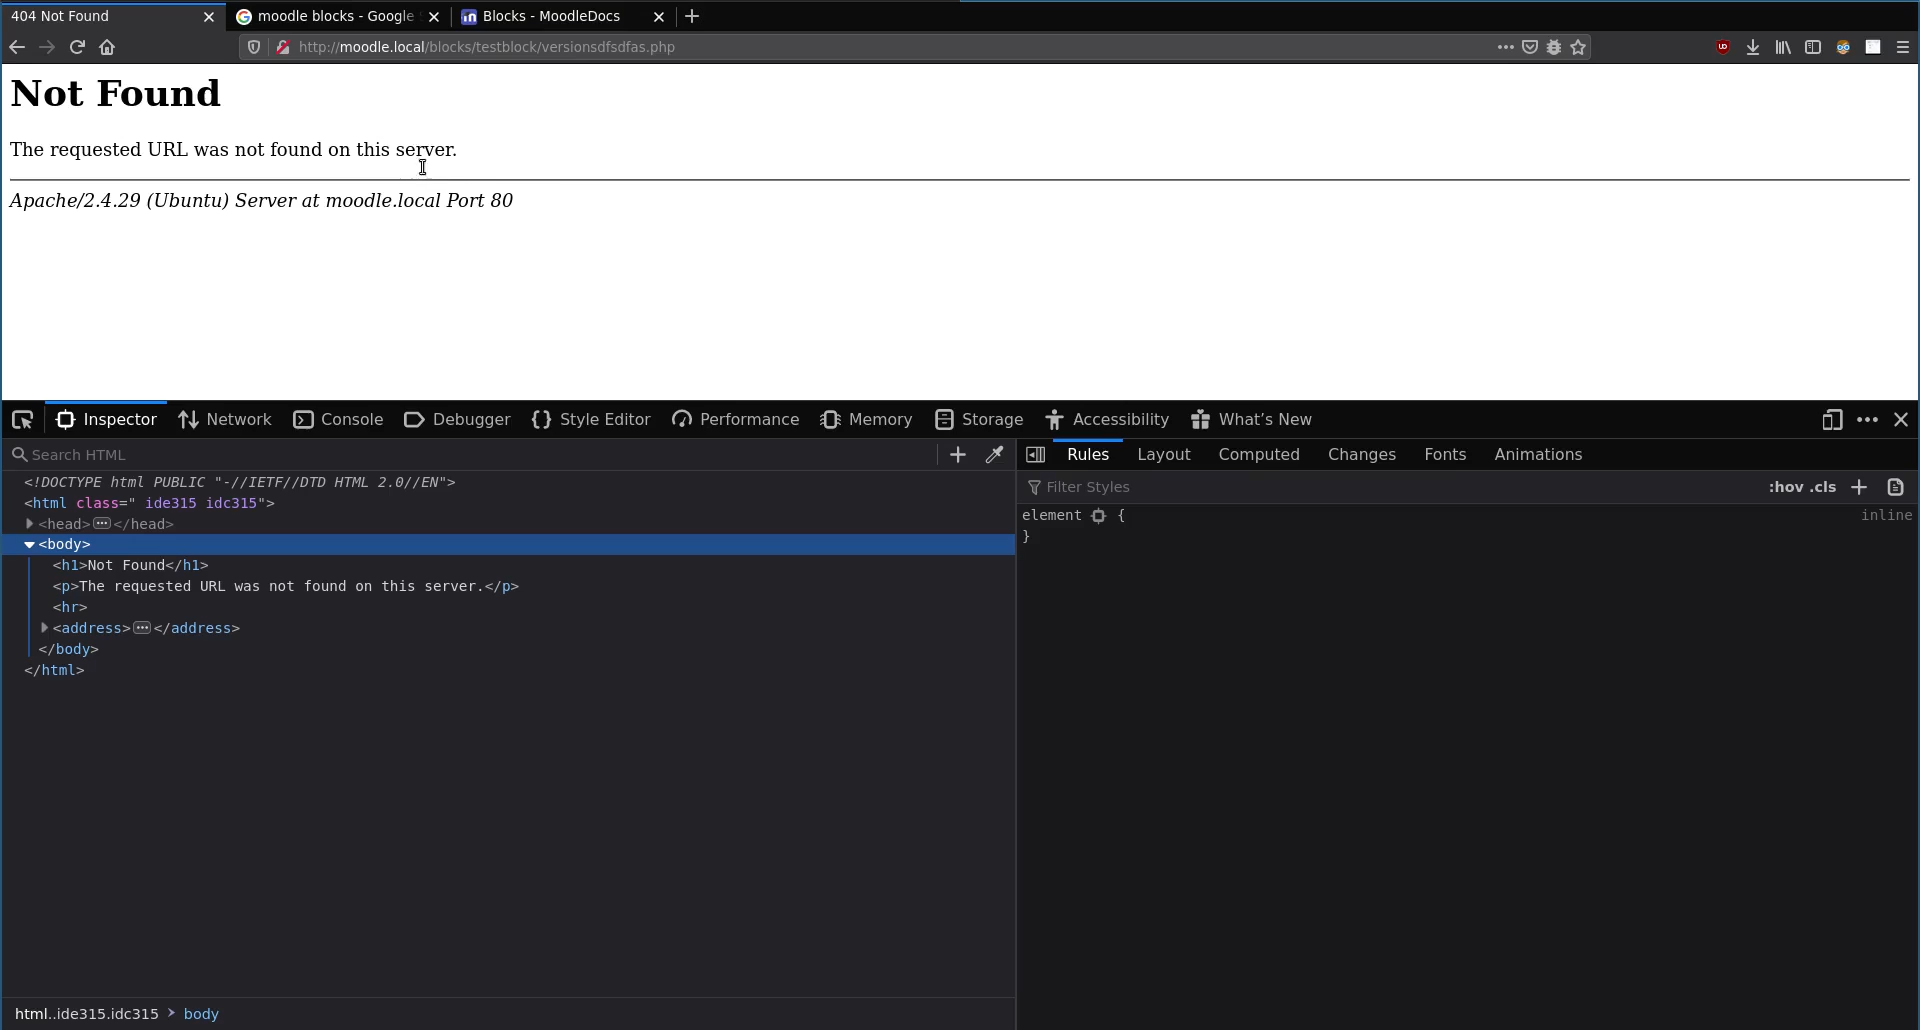 404 Not Found
moodle blocks - Google
Blocks - MoodleDocs
http://moodle.local/blocks/testblock/versionsdfsdfas.php
Not Found
The requested URL was not found on this server.
Apache/2.4.29 (Ubuntu) Server at moodle.local Port 80
Inspector Network Console Debugger Style Editor Performance Memory Storage Accessibility What's New
Search HTML
<!DOCTYPE html PUBLIC "-//IETF//DTD HTML 2.0//EN">
<html class=" ide315 idc315">
<head>···</head>
<body>
<h1>Not Found</h1>
<p>The requested URL was not found on this server.</p>
<hr>
<address>···</address>
</body>
</html>
html..ide315.idc315 > body
Rules Layout Computed Changes Fonts Animations
Filter Styles :hov .cls
element { inline
}